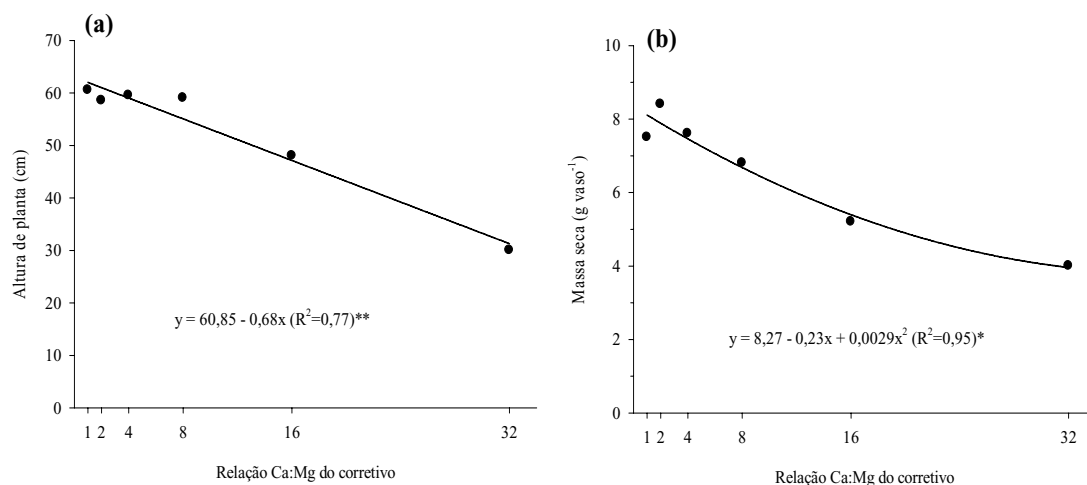 (a)
70
60
50
40
30
20
10
0
Altura de planta (cm)
y = 60,85 - 0,68x (R²=0,77)**
1 2 4 8 16 32
Relação Ca:Mg do corretivo
(b)
10
8
6
4
2
0
Massa seca (g vaso⁻¹)
y = 8,27 - 0,23x + 0,0029x² (R²=0,95)*
1 2 4 8 16 32
Relação Ca:Mg do corretivo